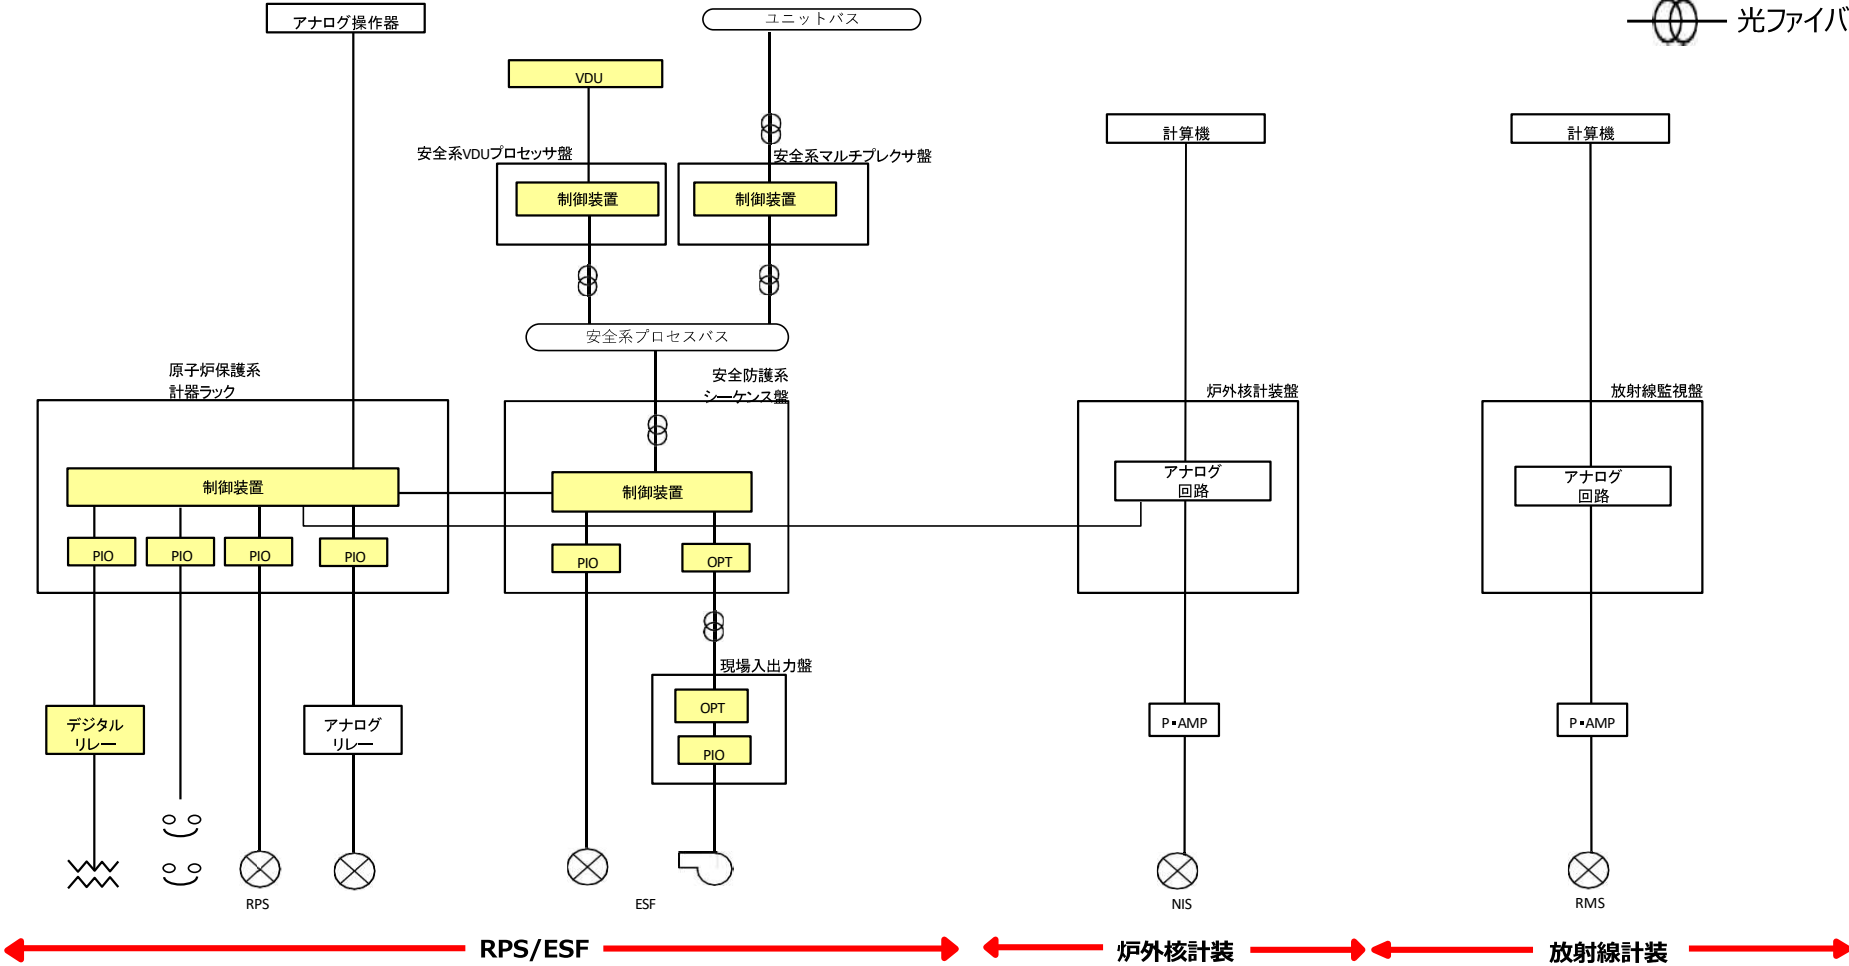 アナログ操作器
ユニットバス
光ファイバ
VDU
計算機
計算機
安全系VDUプロセッサ盤
安全系マルチプレクサ盤
制御装置
制御装置
安全系プロセスバス
原子炉保護系
計器ラック
安全防護系
シーケンス盤
炉外核計装盤
放射線監視盤
制御装置
制御装置
アナログ
回路
アナログ
回路
PIO
PIO
PIO
PIO
PIO
OPT
現場入出力盤
OPT
PIO
デジタル
リレー
アナログ
リレー
P・AMP
P・AMP
RPS
ESF
NIS
RMS
RPS/ESF
炉外核計装
放射線計装